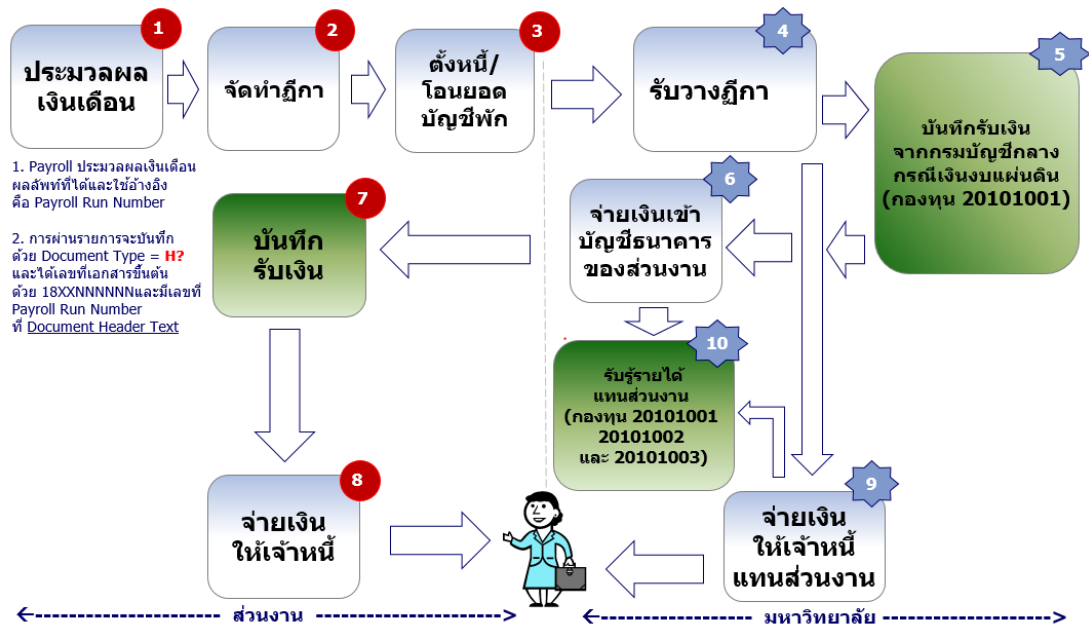 1
ประมวลผล
เงินเดือน
2
จัดทำฎีกา
3
ตั้งหนี้/
โอนยอด
บัญชีพัก
4
รับวางฎีกา
5
บันทึกรับเงิน
จากกรมบัญชีกลาง
กรณีเงินงบแผ่นดิน
(กองทุน 20101001)
1. Payroll ประมวลผลเงินเดือน
ผลลัพท์ที่ได้และใช้อ้างอิง
คือ Payroll Run Number
2. การผ่านรายการจะบันทึก
ด้วย Document Type = H?
และได้เลขที่เอกสารขึ้นต้น
ด้วย 18XXNNNNNNและมีเลขที่
Payroll Run Number
ที่ Document Header Text
7
บันทึก
รับเงิน
6
จ่ายเงินเข้า
บัญชีธนาคาร
ของส่วนงาน
10
รับรู้รายได้
แทนส่วนงาน
(กองทุน 20101001
20101002
และ 20101003)
8
จ่ายเงิน
ให้เจ้าหนี้
9
จ่ายเงิน
ให้เจ้าหนี้
แทนส่วนงาน
ส่วนงาน
มหาวิทยาลัย